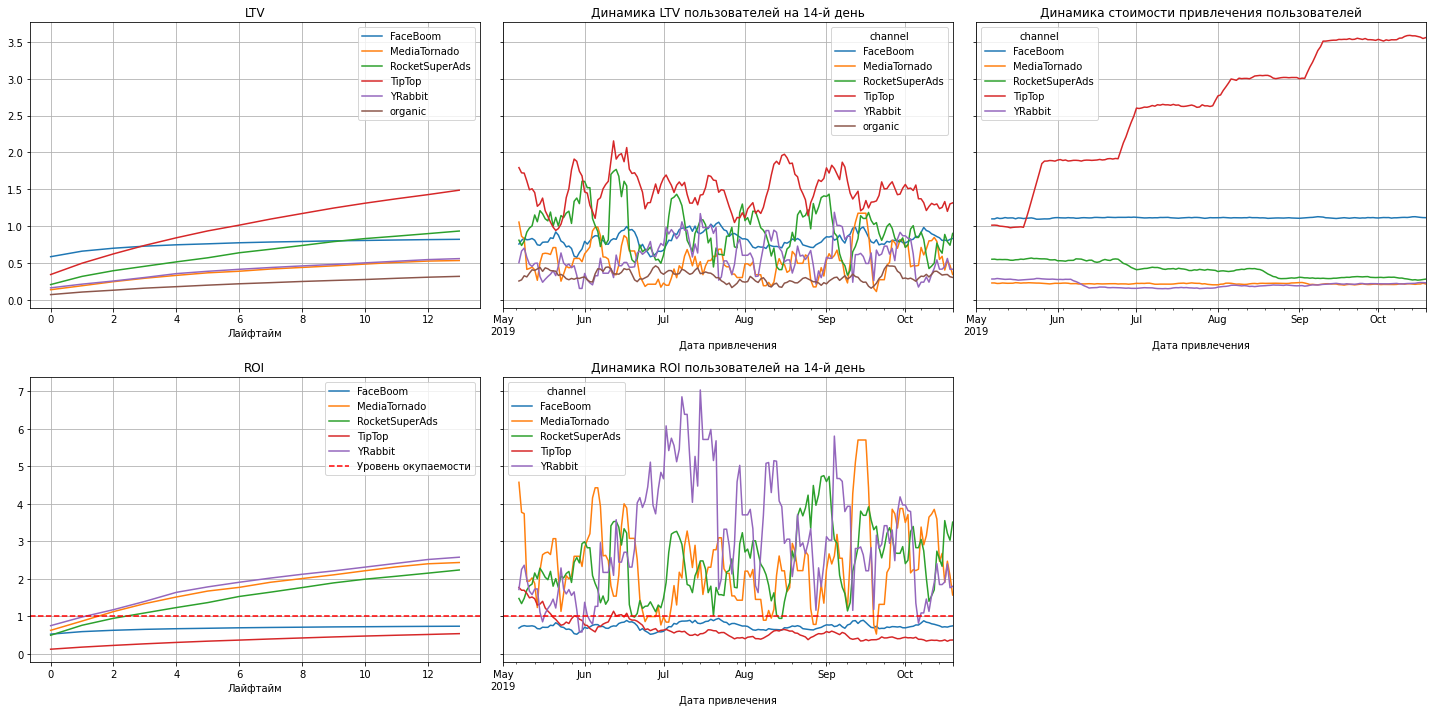 LTV
FaceBoom
MediaTornado
RocketSuperAds
TipTop
YRabbit
organic
3.5
3.0
2.5
2.0
1.5
1.0
0.5
0.0
0 2 4 6 8 10 12
Лайфтайм
Динамика LTV пользователей на 14-й день
channel
FaceBoom
MediaTornado
RocketSuperAds
TipTop
YRabbit
organic
May Jun Jul Aug Sep Oct
2019
Дата привлечения
Динамика стоимости привлечения пользователей
channel
FaceBoom
MediaTornado
RocketSuperAds
TipTop
YRabbit
May Jun Jul Aug Sep Oct
2019
Дата привлечения
ROI
FaceBoom
MediaTornado
RocketSuperAds
TipTop
YRabbit
Уровень окупаемости
7
6
5
4
3
2
1
0
0 2 4 6 8 10 12
Лайфтайм
Динамика ROI пользователей на 14-й день
channel
FaceBoom
MediaTornado
RocketSuperAds
TipTop
YRabbit
May Jun Jul Aug Sep Oct
2019
Дата привлечения